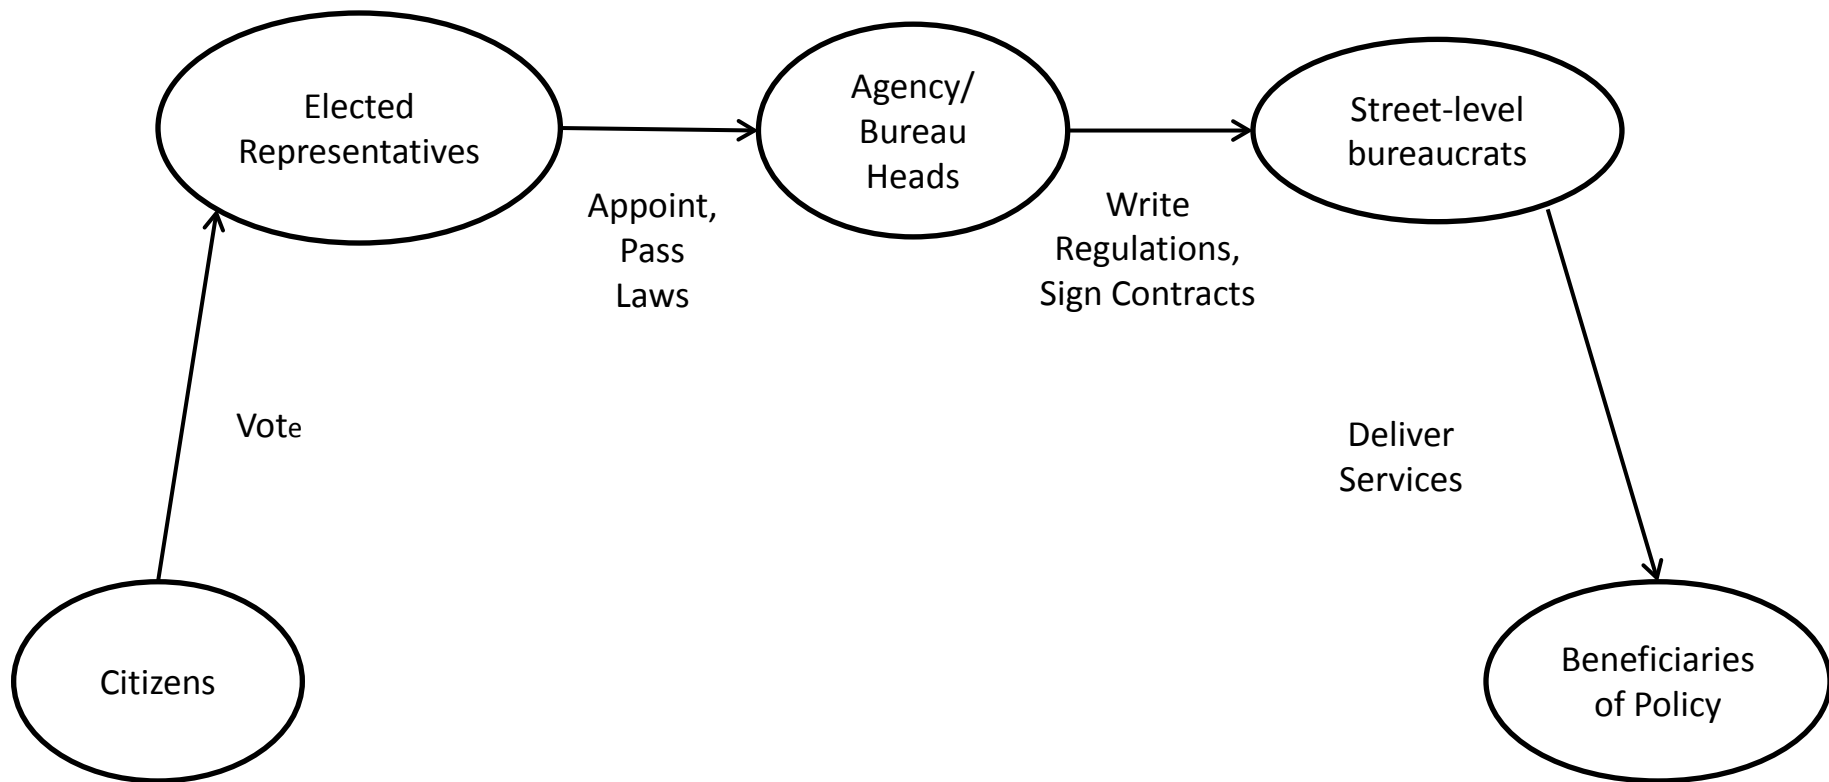 Elected
Representatives
Agency/
Bureau
Heads
Street-level
bureaucrats
Appoint,
Pass
Laws
Write
Regulations,
Sign Contracts
Vote
Deliver
Services
Citizens
Beneficiaries
of Policy